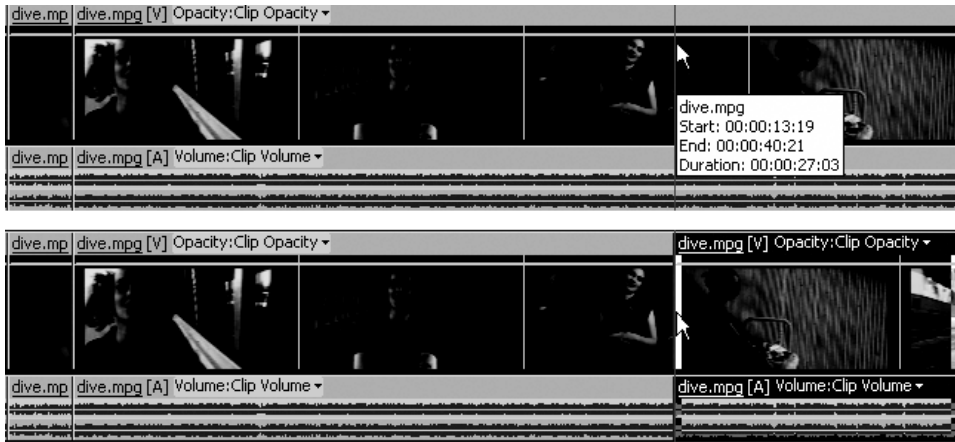 dive.mp dive.mpg [V] Opacity:Clip Opacity
dive.mpg
Start: 00:00:13:19
End: 00:00:40:21
Duration: 00:00:27:03
dive.mp dive.mpg [A] Volume:Clip Volume
dive.mp dive.mpg [V] Opacity:Clip Opacity dive.mpg [V] Opacity:Clip Opacity
dive.mp dive.mpg [A] Volume:Clip Volume dive.mpg [A] Volume:Clip Volume